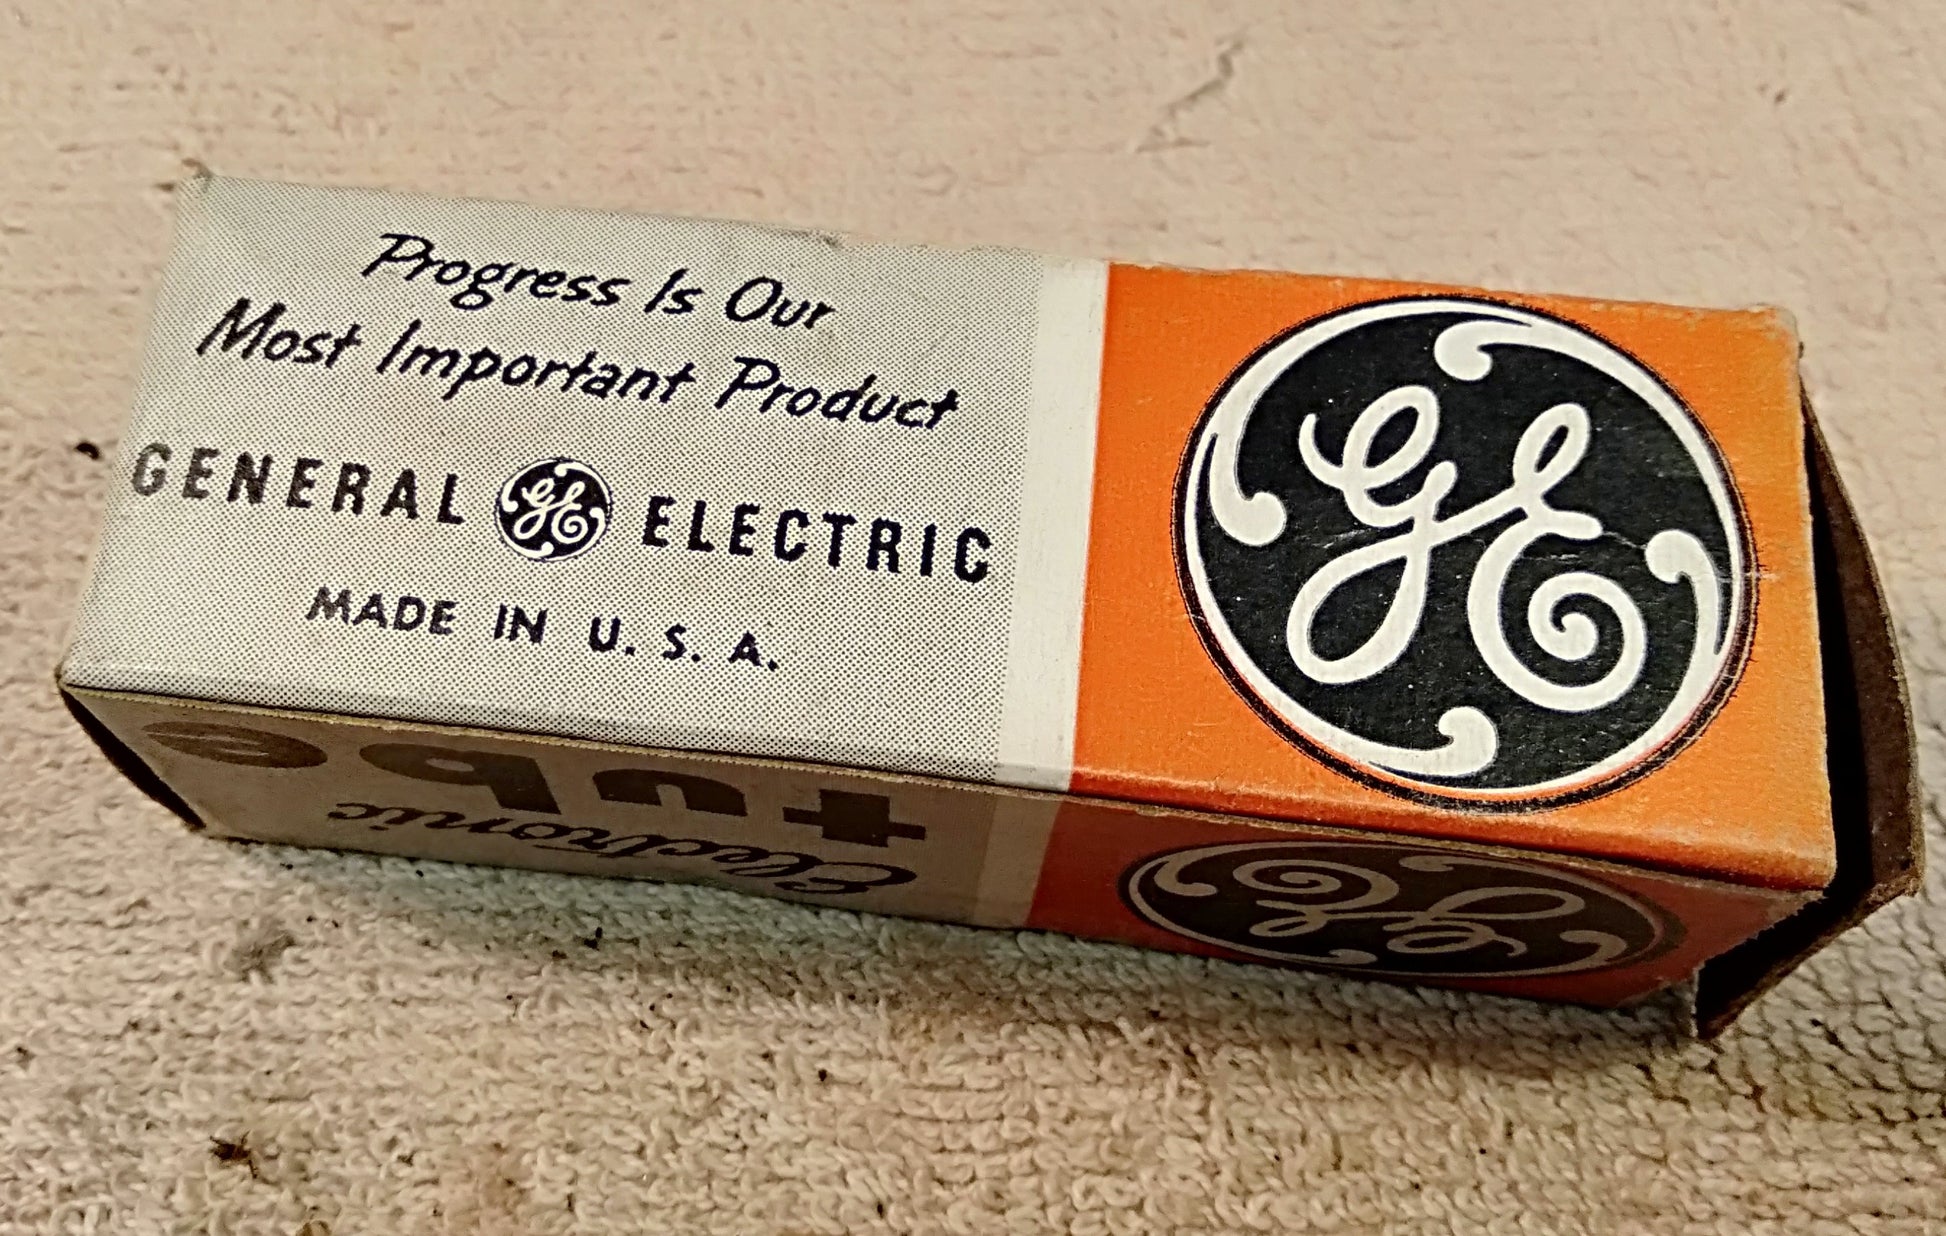 Progress Is Our
Most Important Product
GENERAL GE ELECTRIC
MADE IN U.S.A.
GE
Electronic
tube
GE